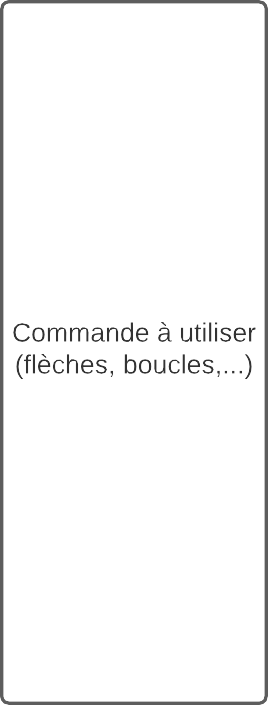 Commande à utiliser
(flèches, boucles,...)